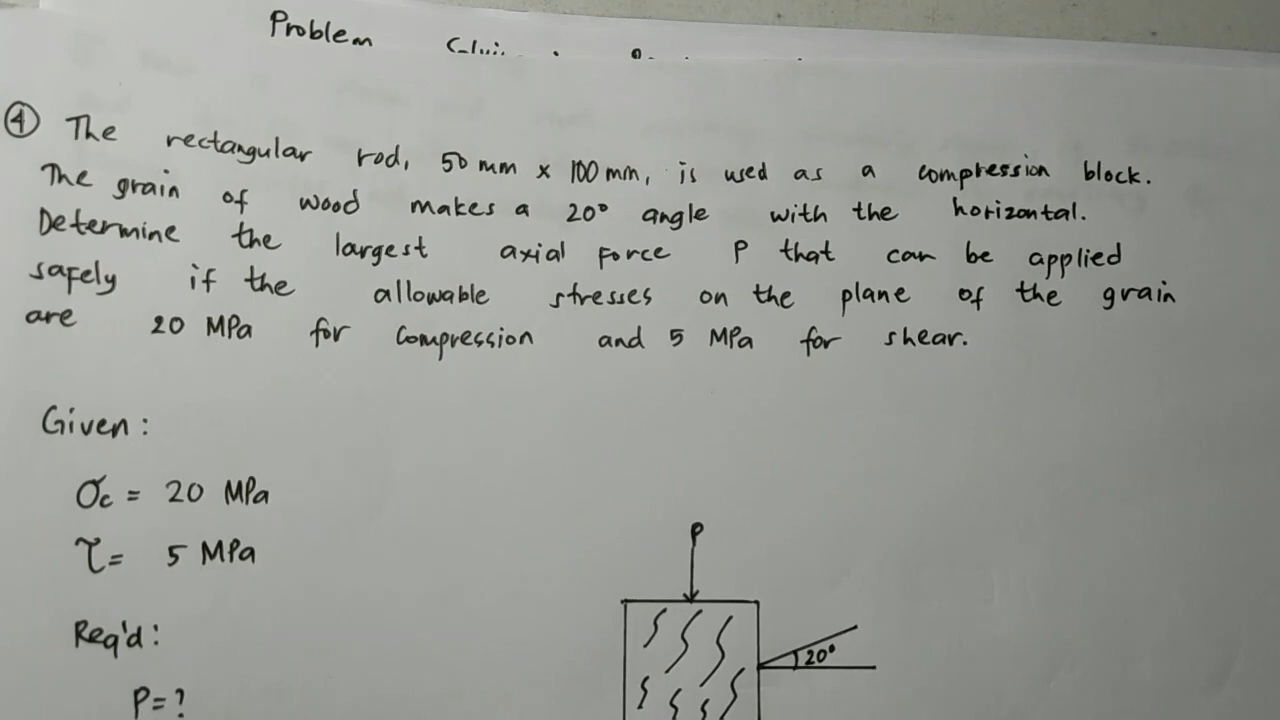 Problem
④ The rectangular rod, 50 mm x 100 mm, is used as a compression block.
The grain of wood makes a 20° angle with the horizontal.
Determine the largest axial force P that can be applied
safely if the allowable stresses on the plane of the grain
are 20 MPa for compression and 5 MPa for shear.
Given:
σc = 20 MPa
τ = 5 MPa
P
Req'd:
20°
P = ?